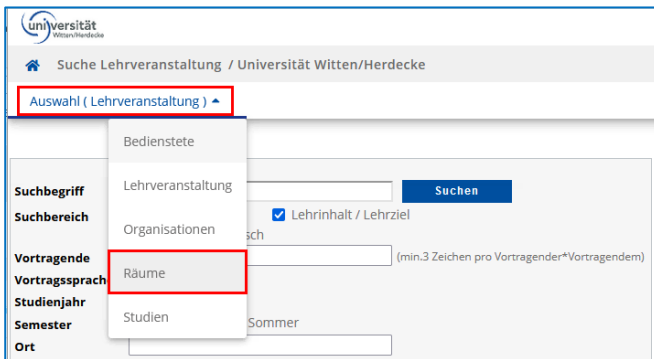 universität
Witten/Herdecke
Suche Lehrveranstaltung / Universität Witten/Herdecke
Auswahl ( Lehrveranstaltung )
Bedienstete
Lehrveranstaltung
Organisationen
Räume
Studien
Suchbegriff Suchen
Suchbereich Lehrinhalt / Lehrziel
sch
Vortragende (min.3 Zeichen pro Vortragender*Vortragendem)
Vortragssprach
Studienjahr
Semester Sommer
Ort